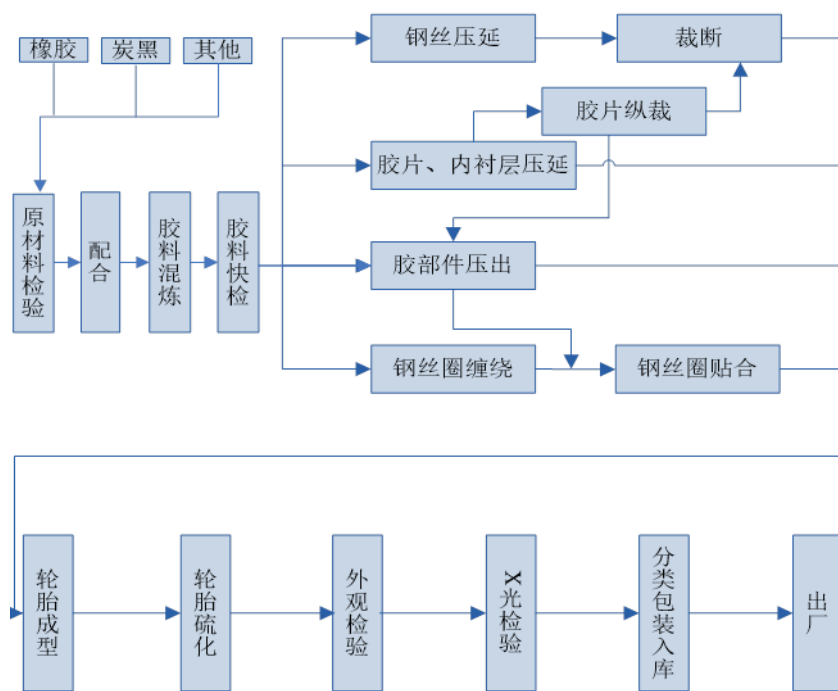 橡胶
炭黑
其他
原材料检验
配合
胶料混炼
胶料快检
钢丝压延
裁断
胶片纵裁
胶片、内衬层压延
胶部件压出
钢丝圈缠绕
钢丝圈贴合
轮胎成型
轮胎硫化
外观检验
X光检验
分类包装入库
出厂